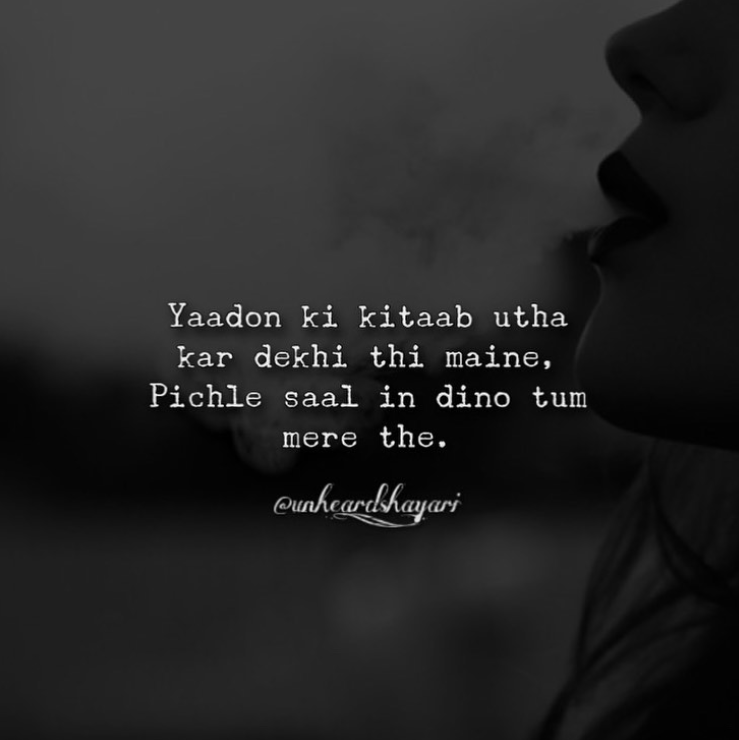 Yaadon ki kitaab utha
kar dekhi thi maine,
Pichle saal in dino tum
mere the.
@unheardshayari